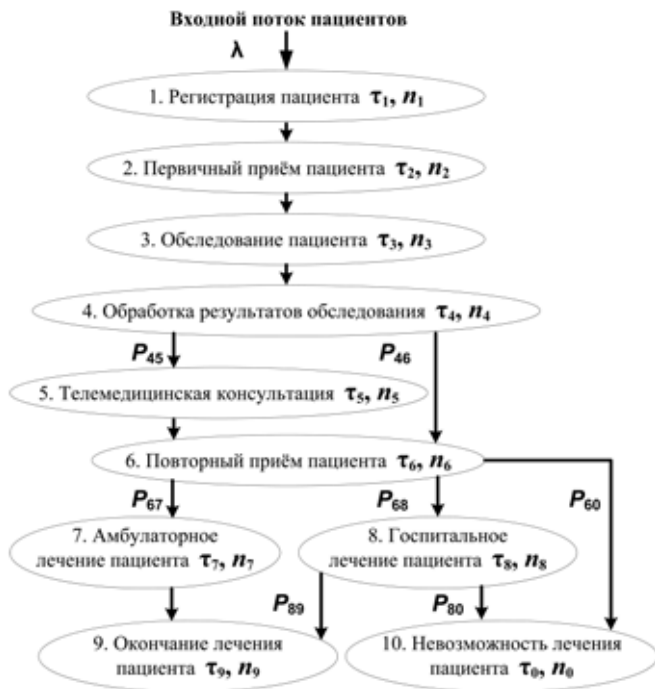 Входной поток пациентов
λ
1. Регистрация пациента τ1, n1
2. Первичный приём пациента τ2, n2
3. Обследование пациента τ3, n3
4. Обработка результатов обследования τ4, n4
P45
P46
5. Телемедицинская консультация τ5, n5
6. Повторный приём пациента τ6, n6
P67
P68
P60
7. Амбулаторное
лечение пациента τ7, n7
8. Госпитальное
лечение пациента τ8, n8
P89
P80
9. Окончание лечения
пациента τ9, n9
10. Невозможность лечения
пациента τ0, n0